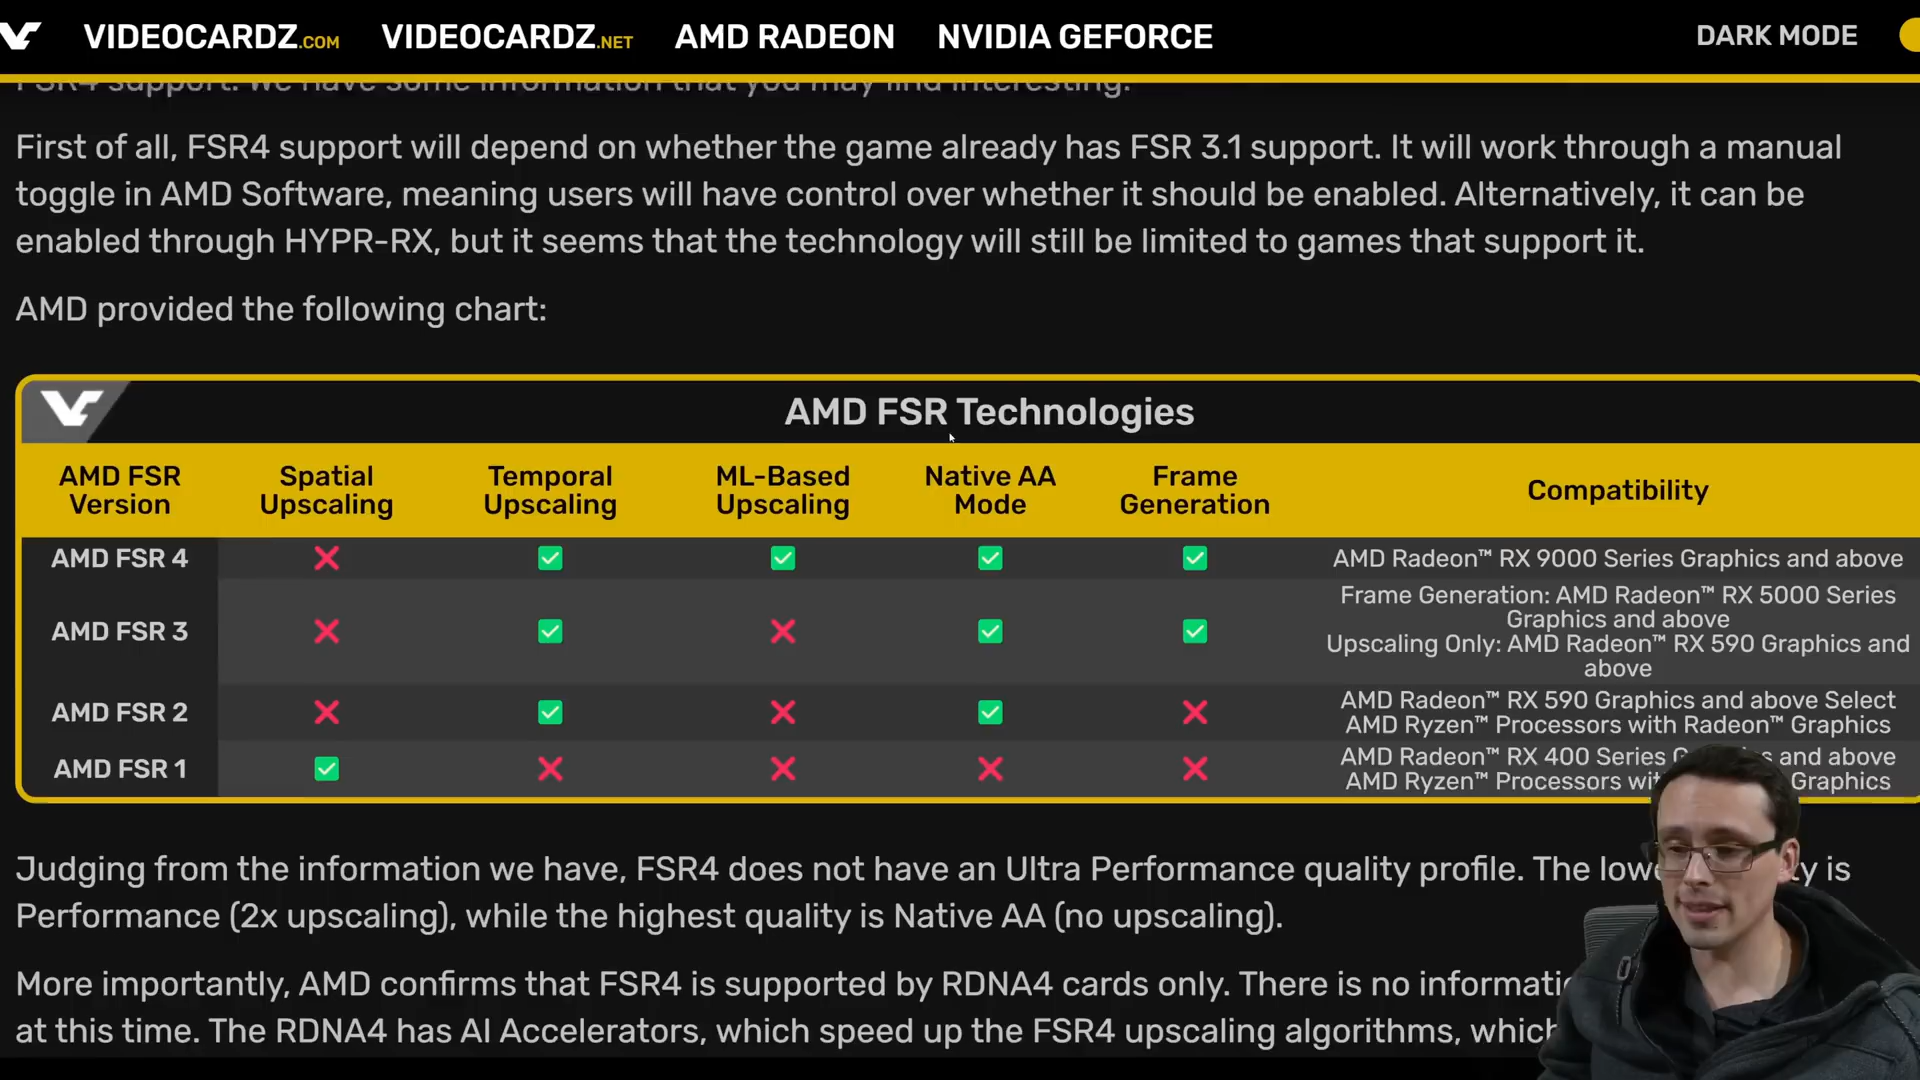 VIDEOCARDZ.COM VIDEOCARDZ.NET AMD RADEON NVIDIA GEFORCE DARK MODE
FSR4 support. We have some information that you may find interesting.
First of all, FSR4 support will depend on whether the game already has FSR 3.1 support. It will work through a manual
toggle in AMD Software, meaning users will have control over whether it should be enabled. Alternatively, it can be
enabled through HYPR-RX, but it seems that the technology will still be limited to games that support it.
AMD provided the following chart:
AMD FSR Technologies
AMD FSR Version Spatial Upscaling Temporal Upscaling ML-Based Upscaling Native AA Mode Frame Generation Compatibility
AMD FSR 4 ❌ ✅ ✅ ✅ ✅ AMD Radeon™ RX 9000 Series Graphics and above
AMD FSR 3 ❌ ✅ ❌ ✅ ✅ Frame Generation: AMD Radeon™ RX 5000 Series
Graphics and above
Upscaling Only: AMD Radeon™ RX 590 Graphics and
above
AMD FSR 2 ❌ ✅ ❌ ✅ ❌ AMD Radeon™ RX 590 Graphics and above Select
AMD Ryzen™ Processors with Radeon™ Graphics
AMD FSR 1 ✅ ❌ ❌ ❌ ❌ AMD Radeon™ RX 400 Series and above
AMD Ryzen™ Processors Graphics
Judging from the information we have, FSR4 does not have an Ultra Performance quality profile. The is
Performance (2x upscaling), while the highest quality is Native AA (no upscaling).
More importantly, AMD confirms that FSR4 is supported by RDNA4 cards only. There is no
at this time. The RDNA4 has AI Accelerators, which speed up the FSR4 upscaling algorithms,